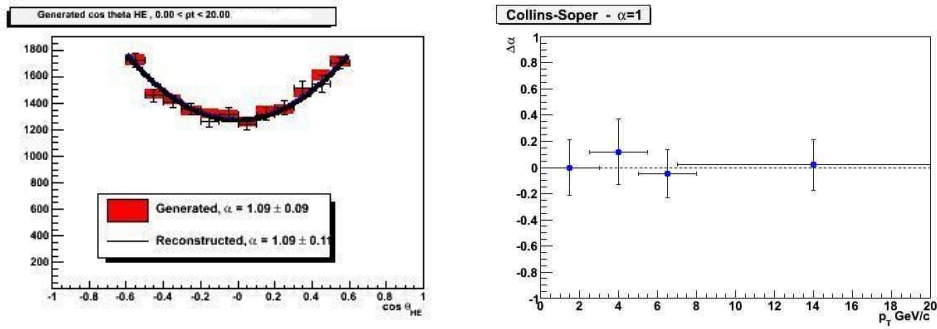 Generated cos theta HE , 0.00 < pt < 20.00
1800
1600
1400
1200
1000
800
600
400
200
Generated, α = 1.09 ± 0.09
Reconstructed, α = 1.09 ± 0.11
-1 -0.8 -0.6 -0.4 -0.2 -0 0.2 0.4 0.6 0.8 1
cos θHE
Collins-Soper - α=1
Δα
1
0.8
0.6
0.4
0.2
0
-0.2
-0.4
-0.6
-0.8
-1
0 2 4 6 8 10 12 14 16 18 20
pT GeV/c